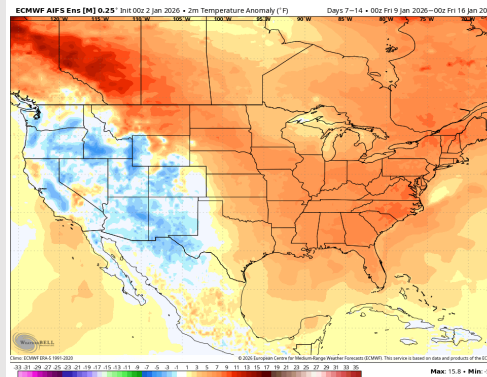 ECMWF AIFS Ens [M] 0.25° Init 00z 2 Jan 2026 • 2m Temperature Anomaly (°F) Days 7−14 • 00z Fri 9 Jan 2026−00z Fri 16 Jan 20
120°W 115°W 110°W 105°W 100°W 95°W 90°W 85°W 80°W 75°W 70°W
WeatherBELL
Climo: ECMWF ERA-5 1991-2020 © 2026 European Centre for Medium-Range Weather Forecasts (ECMWF). This service is based on data and products of the EC
-33 -31 -29 -27 -25 -23 -21 -19 -17 -15 -13 -11 -9 -7 -5 -3 -1 1 3 5 7 9 11 13 15 17 19 21 23 25 27 29 31 33 35
Max: 15.8 • Min: -